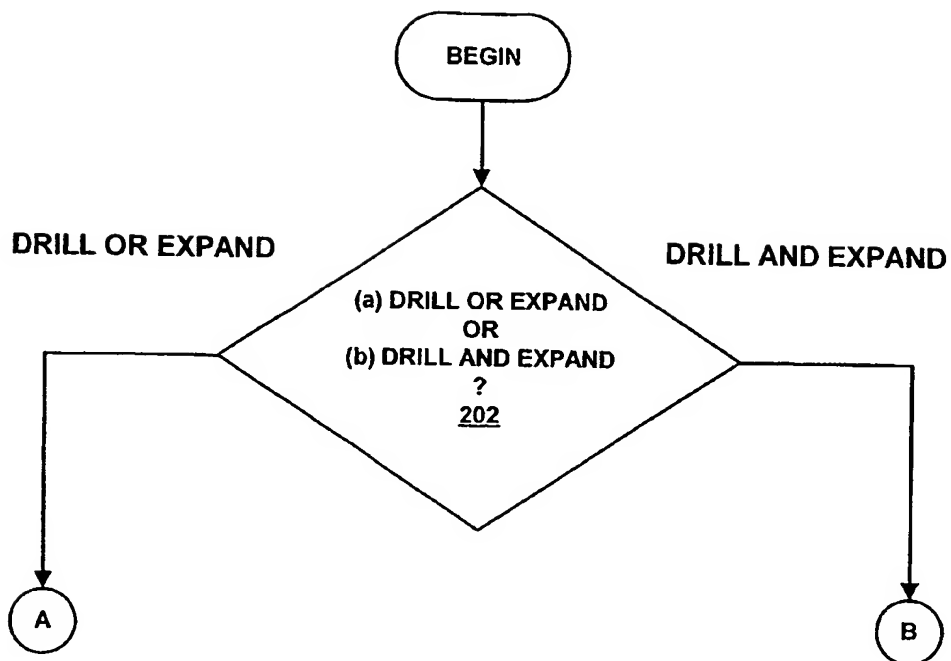 BEGIN
DRILL OR EXPAND
DRILL AND EXPAND
(a) DRILL OR EXPAND
OR
(b) DRILL AND EXPAND
?
202
A
B